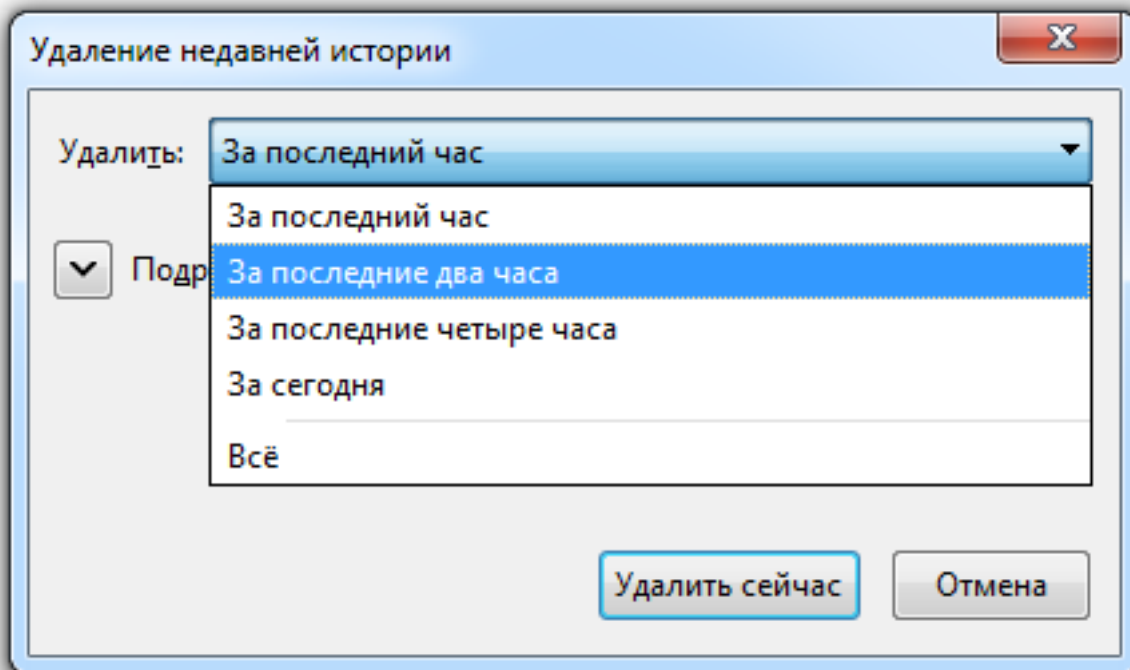 Удаление недавней истории
Удалить: За последний час
За последний час
Подр За последние два часа
За последние четыре часа
За сегодня
Всё
Удалить сейчас Отмена